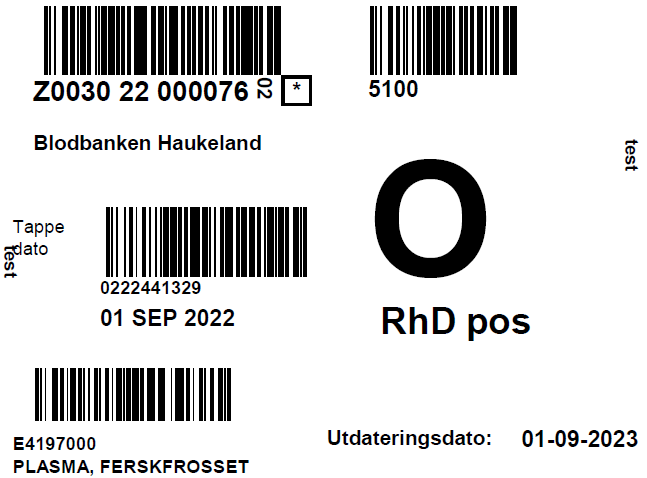 Z0030 22 000076 02 *
5100
Blodbanken Haukeland
test
O
RhD pos
Tappe
dato
test
0222441329
01 SEP 2022
E4197000
PLASMA, FERSKFROSSET
Utdateringsdato: 01-09-2023